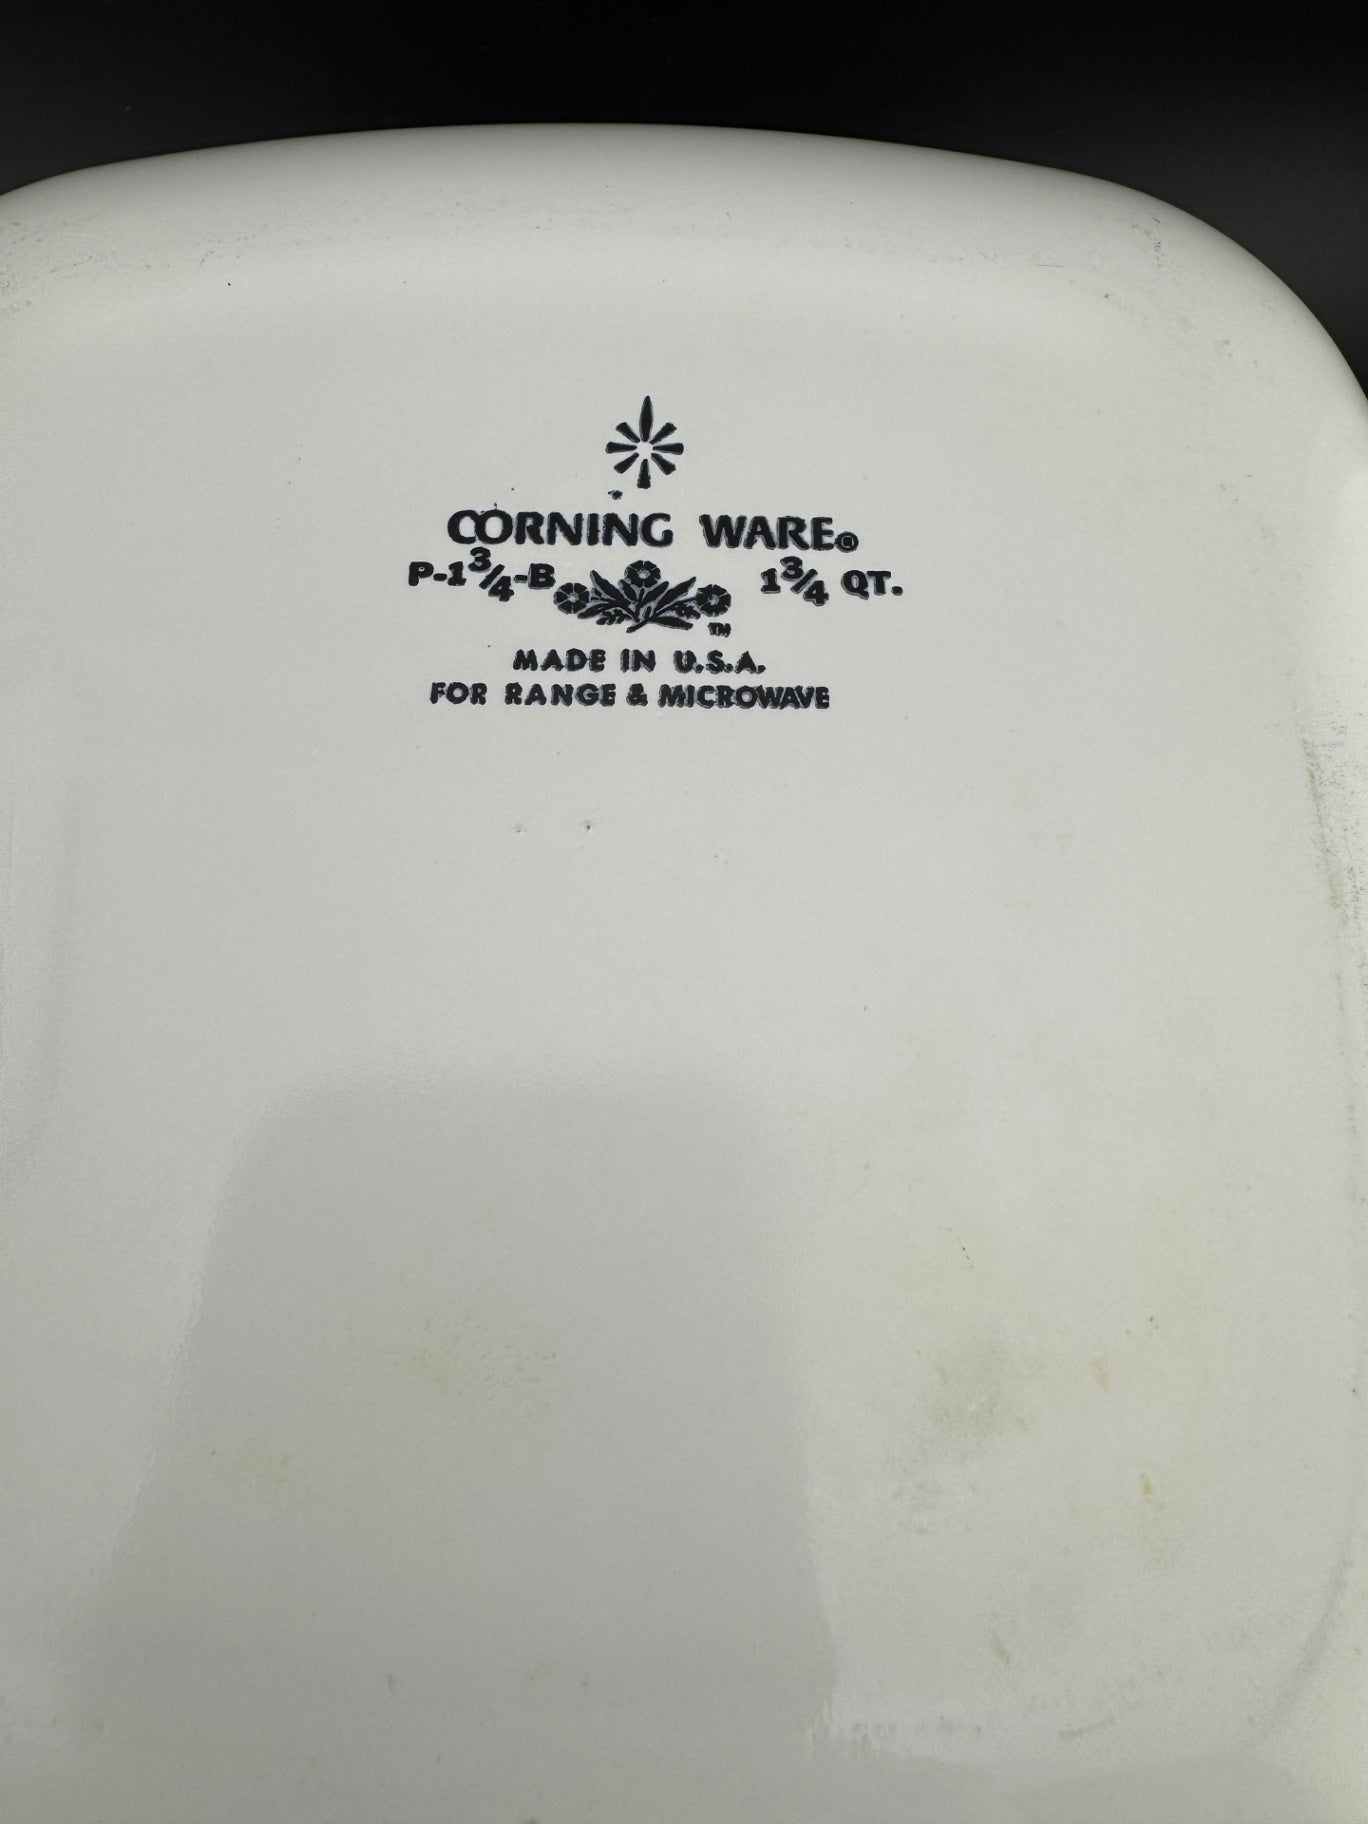 CORNING WARE®
P-1¾-B 1¾ QT.
TM
MADE IN U.S.A.
FOR RANGE & MICROWAVE